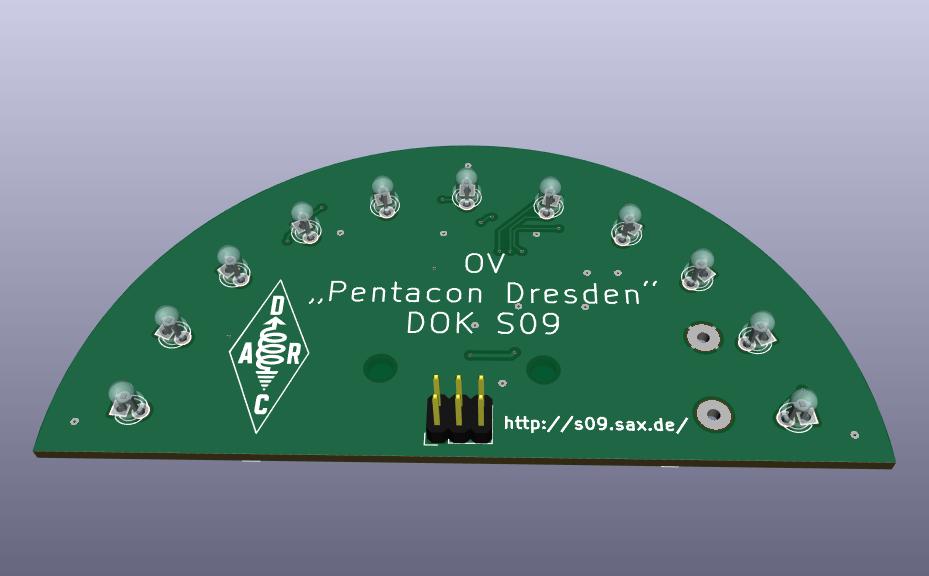 OV
„Pentacon Dresden“
DOK S09
D
A R
C
http://s09.sax.de/